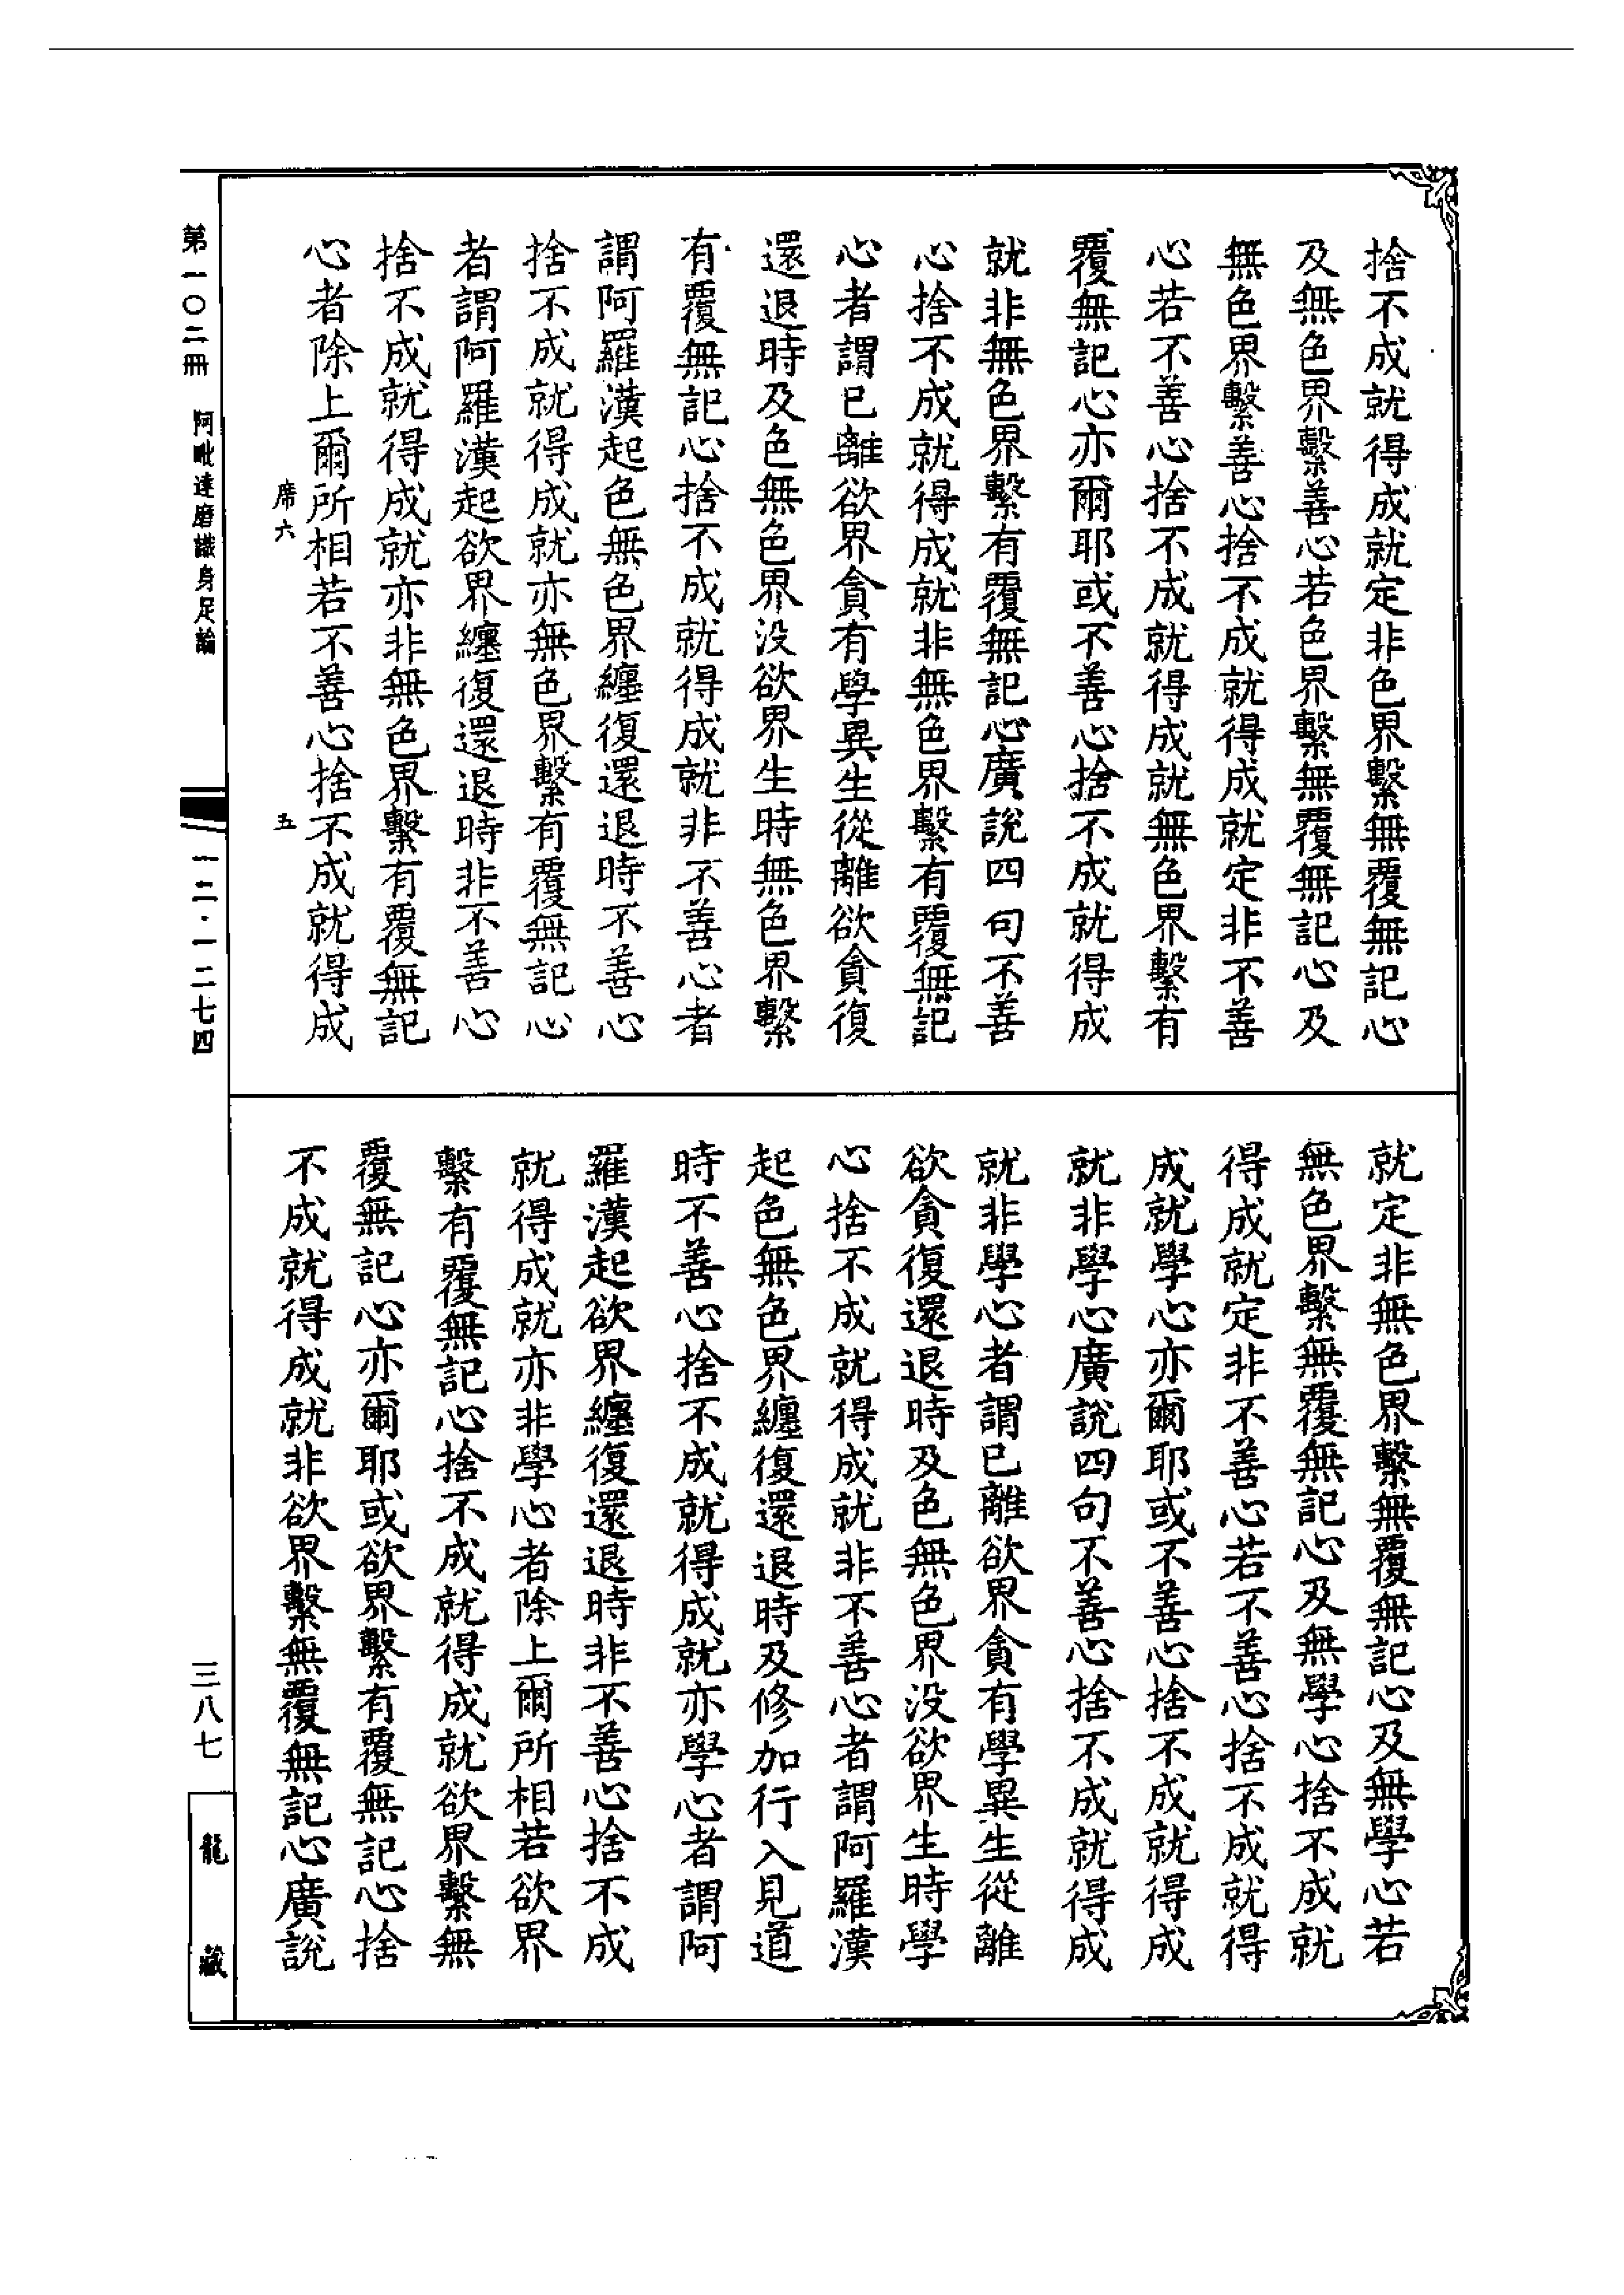 捨不成就得成就定非色界繫無覆無記心
及無色界繫善心若色界繫無覆無記心及
無色界繫善心捨不成就得成就定非不善
心若不善心捨不成就得成就無色界繫有
覆無記心亦爾耶或不善心捨不成就得成
就非無色界繫有覆無記心廣說四句不善
心捨不成就得成就非無色界繫有覆無記
心者謂已離欲界貪有學異生從離欲貪復
還退時及色無色界没欲界生時無色界繫
有覆無記心捨不成就得成就非不善心者
謂阿羅漢起色無色界纏復還退時不善心
捨不成就得成就亦無色界繫有覆無記心
者謂阿羅漢起欲界纏復還退時非不善心
捨不成就得成就亦非無色界繫有覆無記
心者除上爾所相若不善心捨不成就得成
席六 五
就定非無色界繫無覆無記心及無學心若
無色界繫無覆無記心及無學心捨不成就
得成就定非不善心若不善心捨不成就得
成就學心亦爾耶或不善心捨不成就得成
就非學心廣說四句不善心捨不成就得成
就非學心者謂已離欲界貪有學異生從離
欲貪復還退時及色無色界没欲界生時學
心捨不成就得成就非不善心者謂阿羅漢
起色無色界纏復還退時及修加行入見道
時不善心捨不成就得成就亦學心者謂阿
羅漢起欲界纏復還退時非不善心捨不成
就得成就亦非學心者除上爾所相若欲界
繫有覆無記心捨不成就得成就欲界繫無
覆無記心亦爾耶或欲界繫有覆無記心捨
不成就得成就非欲界繫無覆無記心廣說
第一〇二冊 阿毗達磨識身足論
一二·一二七四
三八七
龍藏